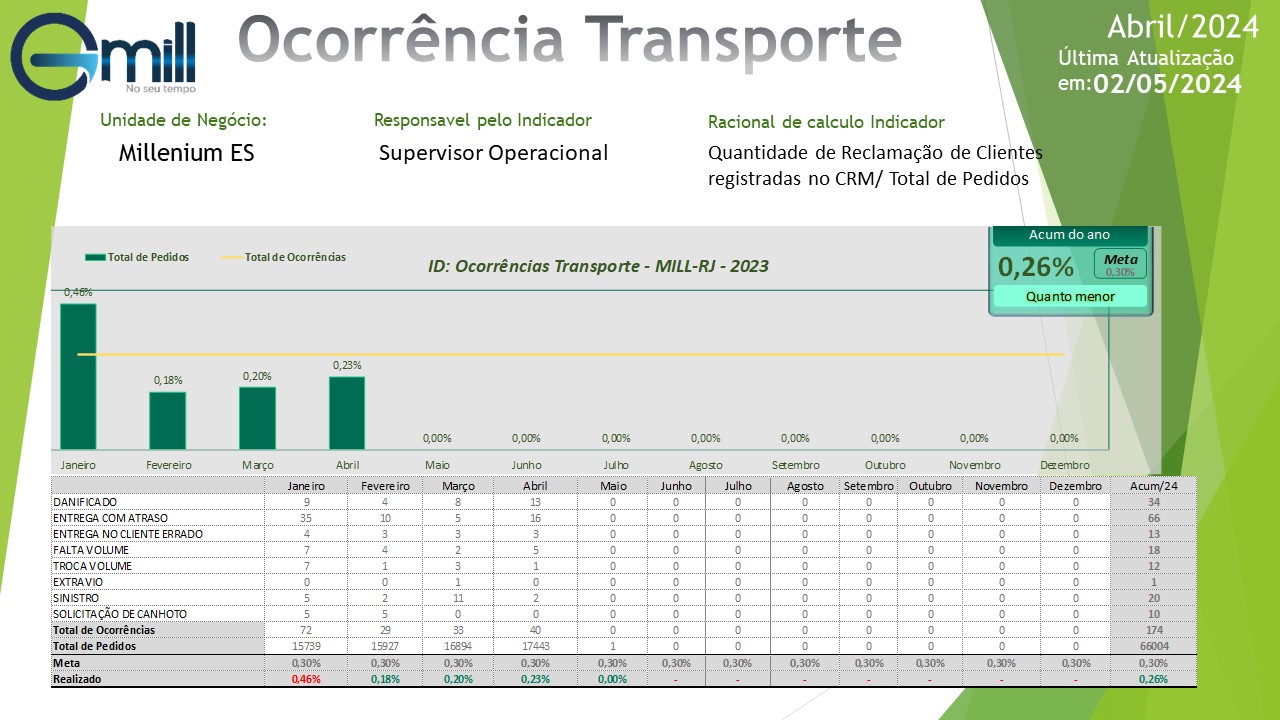 Gmill
No seu tempo
Ocorrência Transporte
Abril/2024
Última Atualização
em:02/05/2024
Unidade de Negócio:
Millenium ES
Responsavel pelo Indicador
Supervisor Operacional
Racional de calculo Indicador
Quantidade de Reclamação de Clientes
registradas no CRM/ Total de Pedidos
Total de Pedidos Total de Ocorrências
ID: Ocorrências Transporte - MILL-RJ - 2023
Acum do ano
0,26%
Meta
0,30%
Quanto menor
0,46% 0,18% 0,20% 0,23% 0,00% 0,00% 0,00% 0,00% 0,00% 0,00% 0,00% 0,00%
Janeiro Fevereiro Março Abril Maio Junho Julho Agosto Setembro Outubro Novembro Dezembro
Janeiro Fevereiro Março Abril Maio Junho Julho Agosto Setembro Outubro Novembro Dezembro Acum/24
DANIFICADO 9 4 8 13 0 0 0 0 0 0 0 0 34
ENTREGA COM ATRASO 35 10 5 16 0 0 0 0 0 0 0 0 66
ENTREGA NO CLIENTE ERRADO 4 3 3 3 0 0 0 0 0 0 0 0 13
FALTA VOLUME 7 4 2 5 0 0 0 0 0 0 0 0 18
TROCA VOLUME 7 1 3 1 0 0 0 0 0 0 0 0 12
EXTRAVIO 0 0 1 0 0 0 0 0 0 0 0 0 1
SINISTRO 5 2 11 2 0 0 0 0 0 0 0 0 20
SOLICITAÇÃO DE CANHOTO 5 5 0 0 0 0 0 0 0 0 0 0 10
Total de Ocorrências 72 29 33 40 0 0 0 0 0 0 0 0 174
Total de Pedidos 15739 15927 16894 17443 1 0 0 0 0 0 0 0 66004
Meta 0,30% 0,30% 0,30% 0,30% 0,30% 0,30% 0,30% 0,30% 0,30% 0,30% 0,30% 0,30% 0,30%
Realizado 0,46% 0,18% 0,20% 0,23% 0,00% - - - - - - - 0,26%